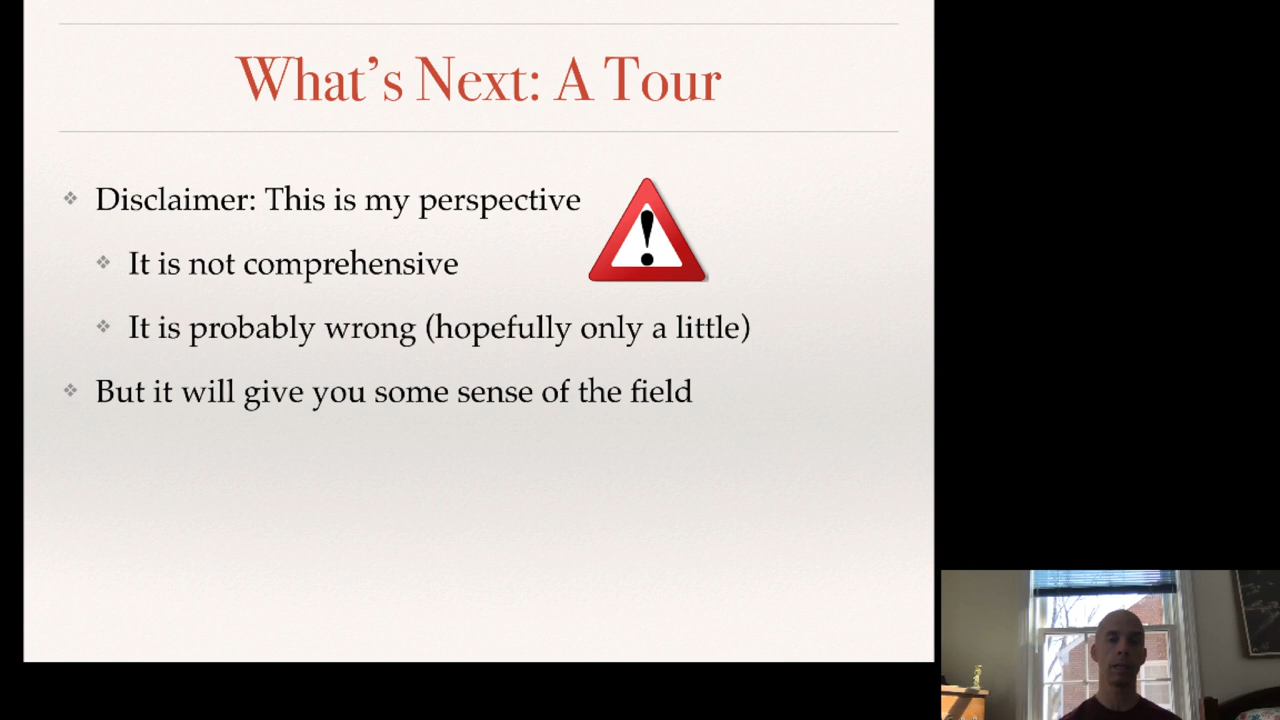 What’s Next: A Tour
Disclaimer: This is my perspective
It is not comprehensive
It is probably wrong (hopefully only a little)
But it will give you some sense of the field